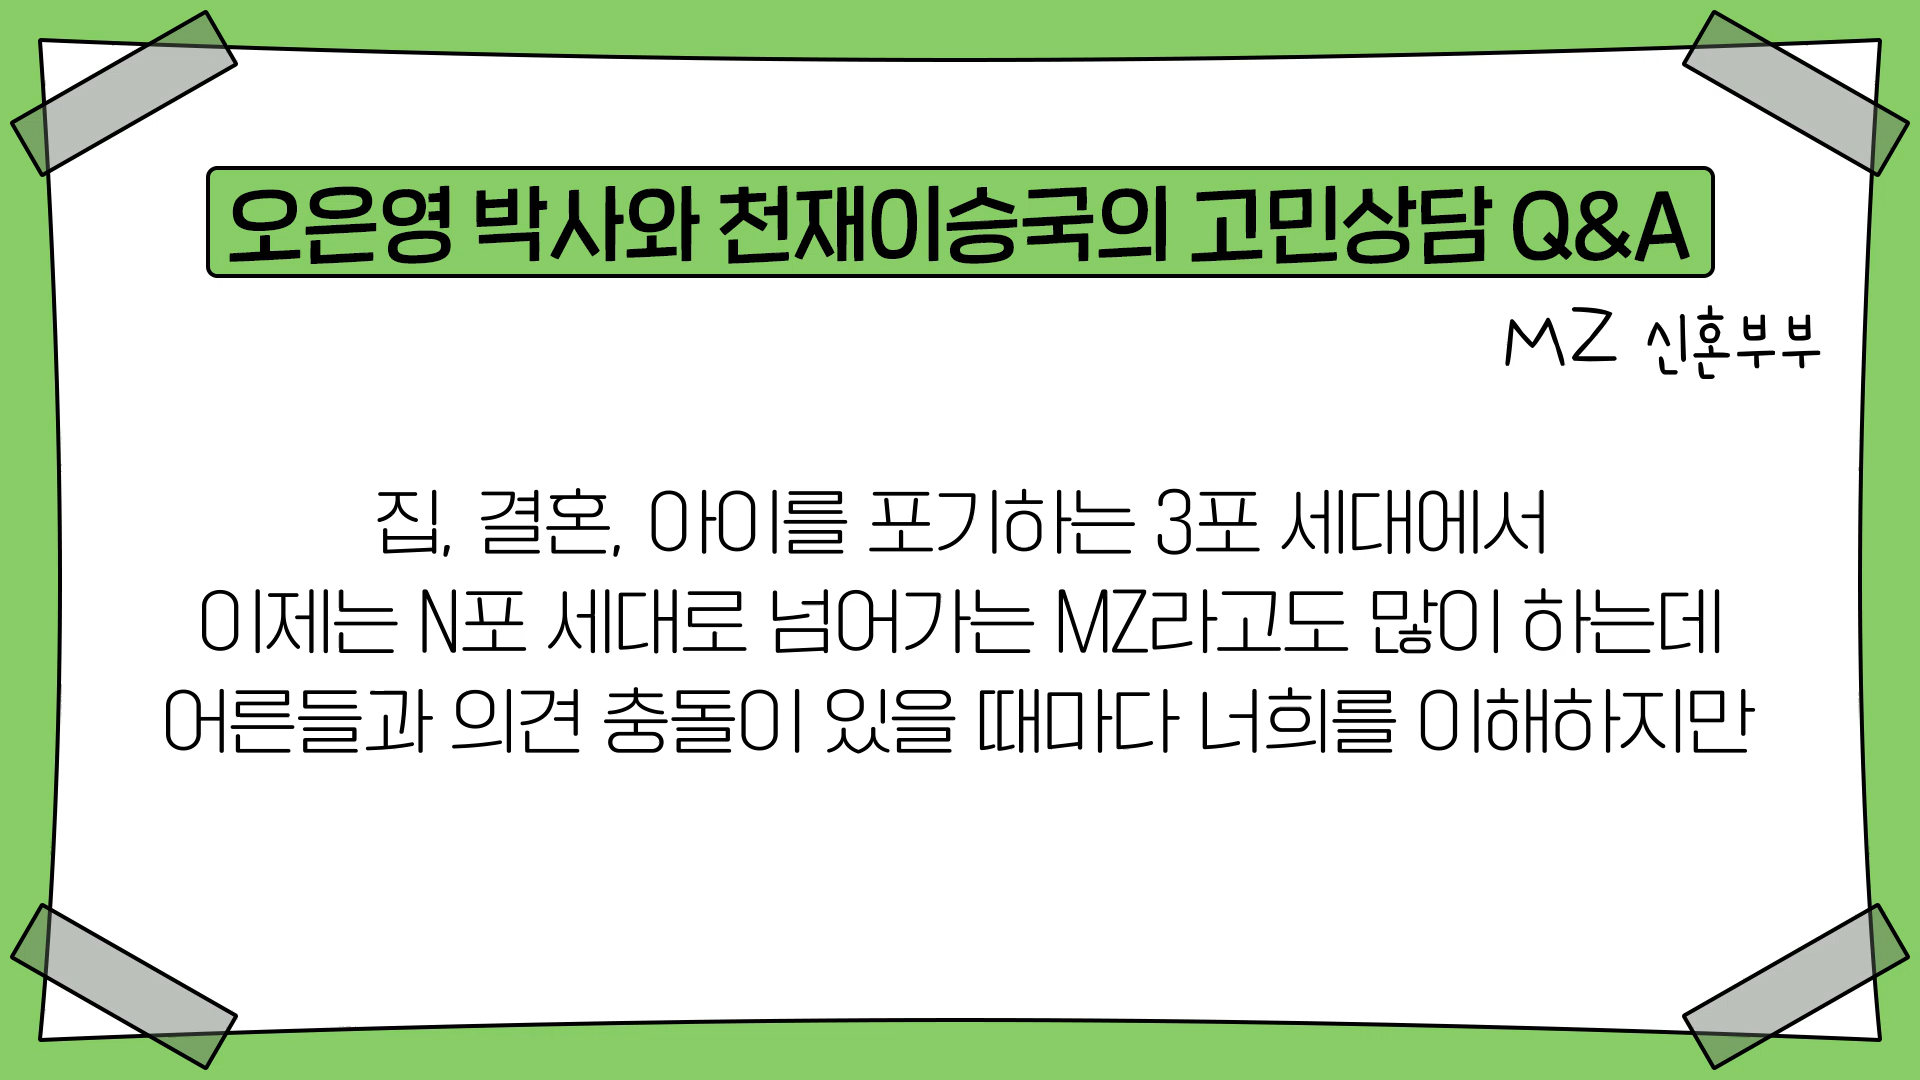 오은영 박사와 천재이승국의 고민상담 Q&A
MZ 신혼부부
집, 결혼, 아이를 포기하는 3포 세대에서
이제는 N포 세대로 넘어가는 MZ라고도 많이 하는데
어른들과 의견 충돌이 있을 때마다 너희를 이해하지만